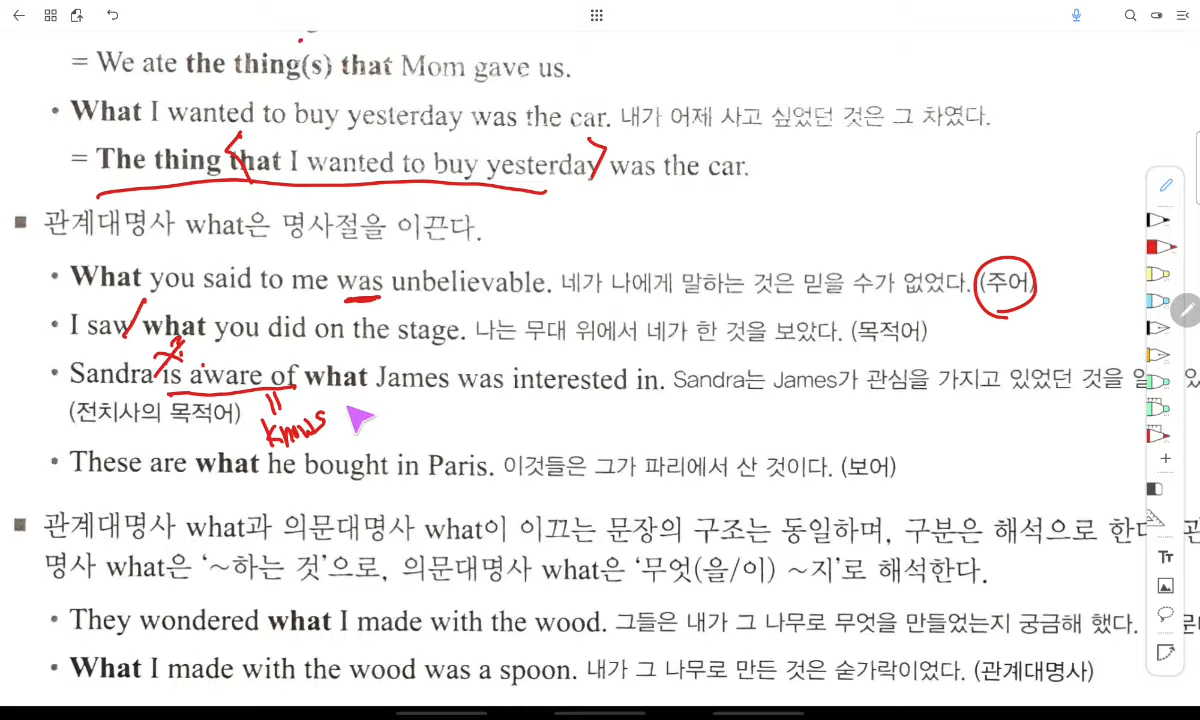 = We ate the thing(s) that Mom gave us.
• What I wanted to buy yesterday was the car. 내가 어제 사고 싶었던 것은 그 차였다.
= The thing that I wanted to buy yesterday was the car.
■ 관계대명사 what은 명사절을 이끈다.
• What you said to me was unbelievable. 네가 나에게 말하는 것은 믿을 수가 없었다. (주어)
• I saw what you did on the stage. 나는 무대 위에서 네가 한 것을 보았다. (목적어)
• Sandra is aware of what James was interested in. Sandra는 James가 관심을 가지고 있었던 것을
(전치사의 목적어)
knows
• These are what he bought in Paris. 이것들은 그가 파리에서 산 것이다. (보어)
■ 관계대명사 what과 의문대명사 what이 이끄는 문장의 구조는 동일하며, 구분은 해석으로
명사 what은 ‘~하는 것’으로, 의문대명사 what은 ‘무엇(을/이) ~지’로 해석한다.
• They wondered what I made with the wood. 그들은 내가 그 나무로 무엇을 만들었는지 궁금해 했다.
• What I made with the wood was a spoon. 내가 그 나무로 만든 것은 숟가락이었다. (관계대명사)
Tт